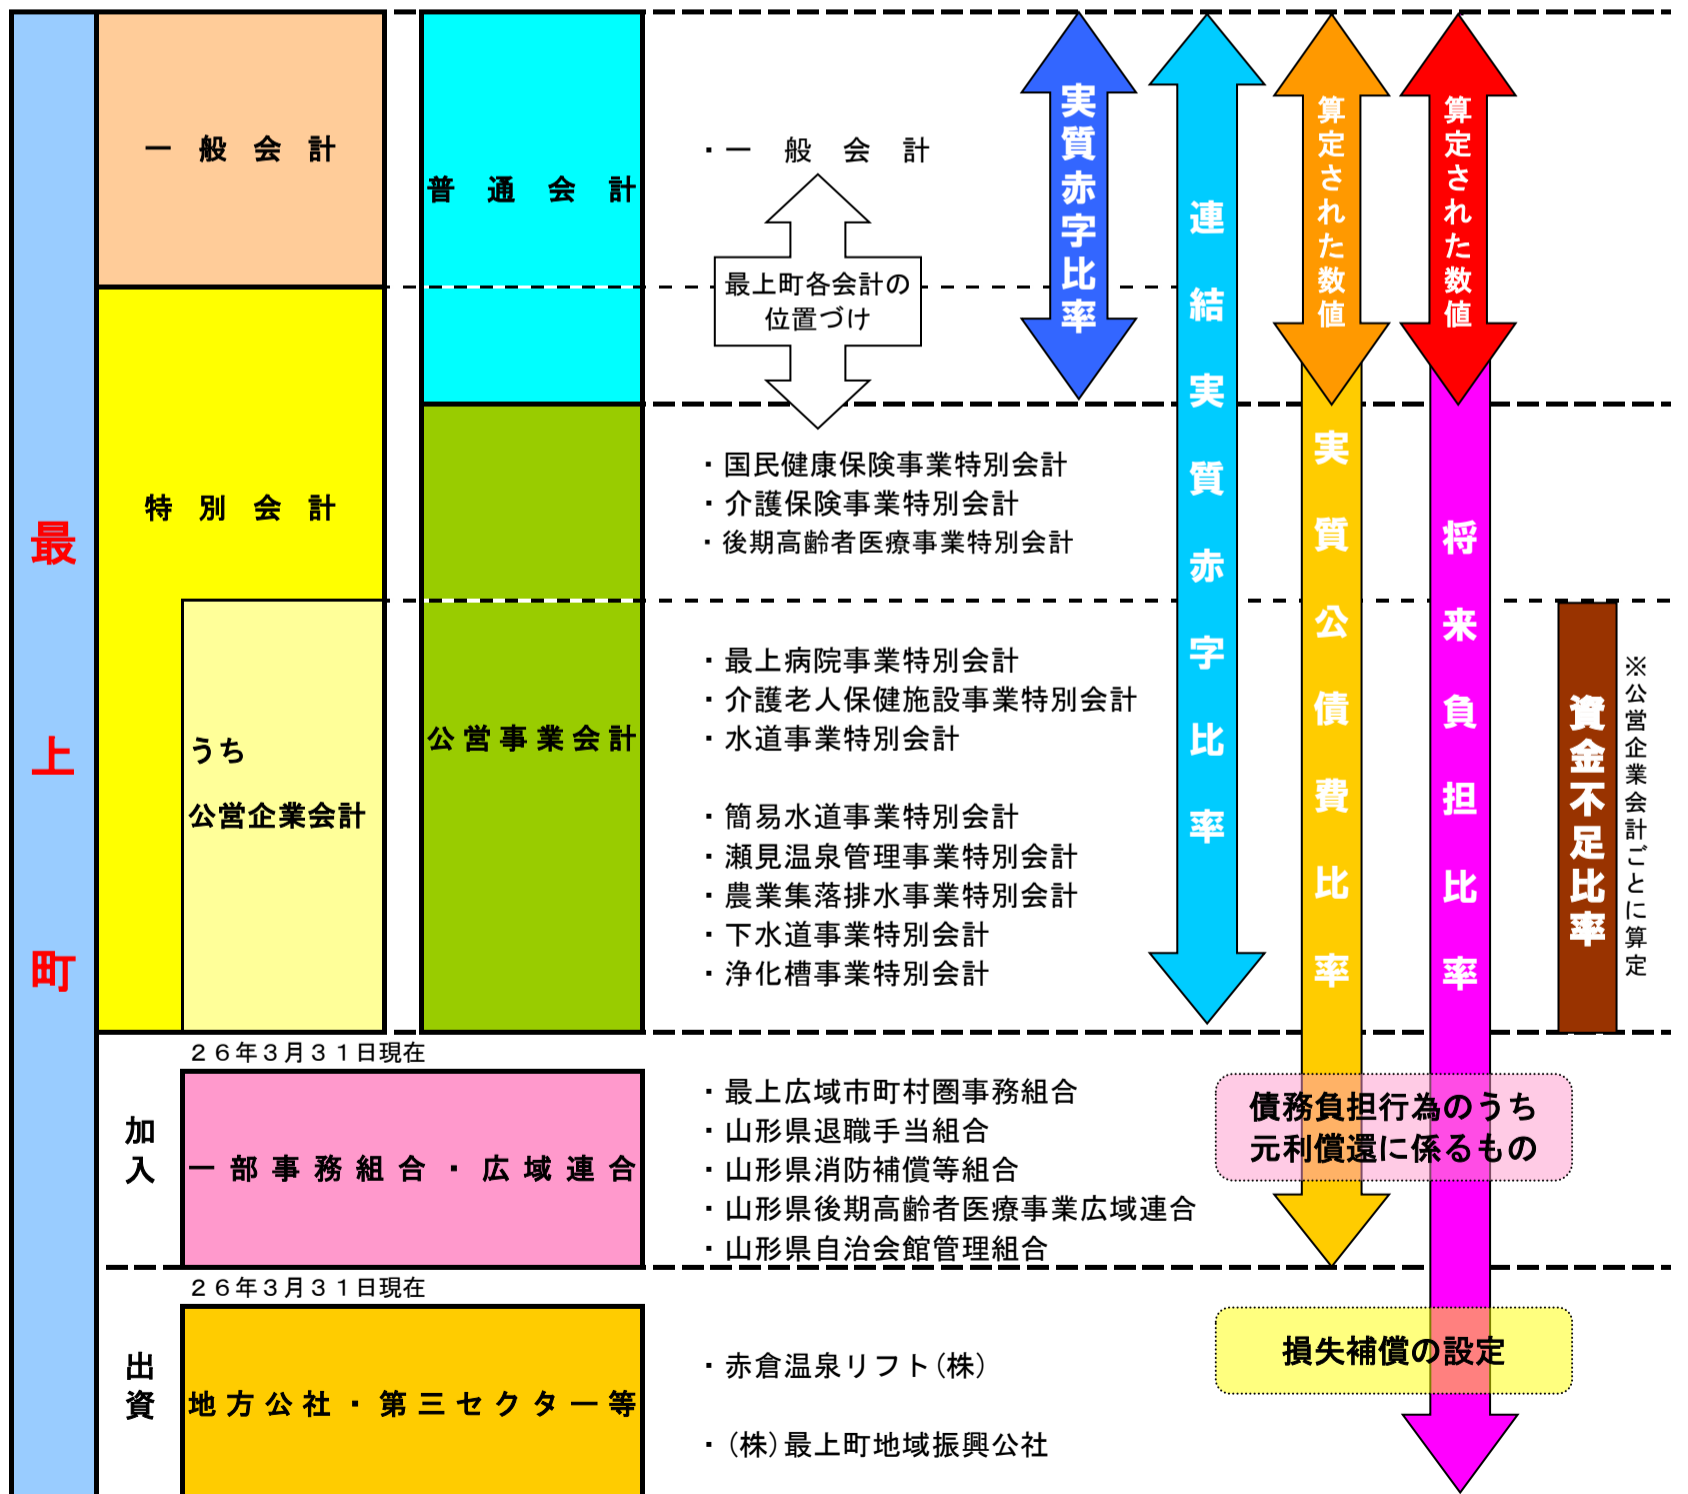 最上町
一般会計
普通会計
・一般会計
最上町各会計の
位置づけ
実質赤字比率
連結実質赤字比率
算定された数値
実質公債費比率
算定された数値
将来負担比率
特別会計
・国民健康保険事業特別会計
・介護保険事業特別会計
・後期高齢者医療事業特別会計
うち
公営企業会計
公営事業会計
・最上病院事業特別会計
・介護老人保健施設事業特別会計
・水道事業特別会計
・簡易水道事業特別会計
・瀬見温泉管理事業特別会計
・農業集落排水事業特別会計
・下水道事業特別会計
・浄化槽事業特別会計
資金不足比率
※公営企業会計ごとに算定
２６年３月３１日現在
加入
一部事務組合・広域連合
・最上広域市町村圏事務組合
・山形県退職手当組合
・山形県消防補償等組合
・山形県後期高齢者医療事業広域連合
・山形県自治会館管理組合
債務負担行為のうち
元利償還に係るもの
２６年３月３１日現在
出資
地方公社・第三セクター等
・赤倉温泉リフト(株)
・(株)最上町地域振興公社
損失補償の設定